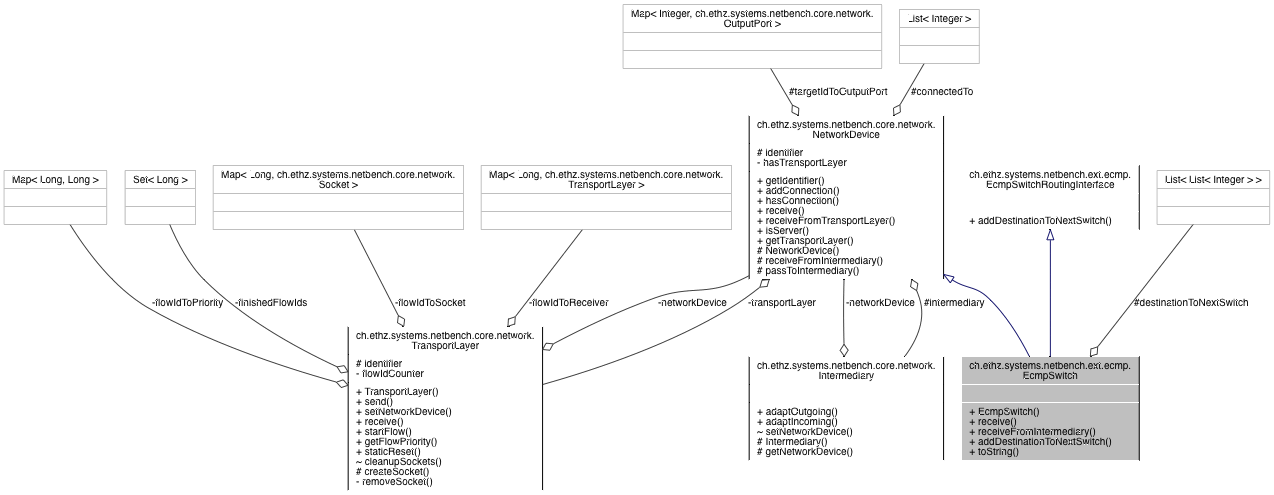 Map< Integer, ch.ethz.systems.netbench.core.network.
OutputPort >
List< Integer >
#targetIdToOutputPort
#connectedTo
ch.ethz.systems.netbench.core.network.
NetworkDevice
# identifier
- hasTransportLayer
+ getIdentifier()
+ addConnection()
+ hasConnection()
+ receive()
+ receiveFromTransportLayer()
+ isServer()
+ getTransportLayer()
# NetworkDevice()
# receiveFromIntermediary()
# passToIntermediary()
Map< Long, Long >
Set< Long >
Map< Long, ch.ethz.systems.netbench.core.network.
Socket >
Map< Long, ch.ethz.systems.netbench.core.network.
TransportLayer >
ch.ethz.systems.netbench.ext.ecmp.
EcmpSwitchRoutingInterface
+ addDestinationToNextSwitch()
List< List< Integer > >
-flowIdToPriority
-finishedFlowIds
-flowIdToSocket
-flowIdToReceiver
-networkDevice
-transportLayer
-networkDevice
#intermediary
#destinationToNextSwitch
ch.ethz.systems.netbench.core.network.
TransportLayer
# identifier
- flowIdCounter
+ TransportLayer()
+ send()
+ setNetworkDevice()
+ receive()
+ startFlow()
+ getFlowPriority()
+ staticReset()
~ cleanupSockets()
# createSocket()
- removeSocket()
ch.ethz.systems.netbench.core.network.
Intermediary
+ adaptOutgoing()
+ adaptIncoming()
~ setNetworkDevice()
# Intermediary()
# getNetworkDevice()
ch.ethz.systems.netbench.ext.ecmp.
EcmpSwitch
+ EcmpSwitch()
+ receive()
+ receiveFromIntermediary()
+ addDestinationToNextSwitch()
+ toString()